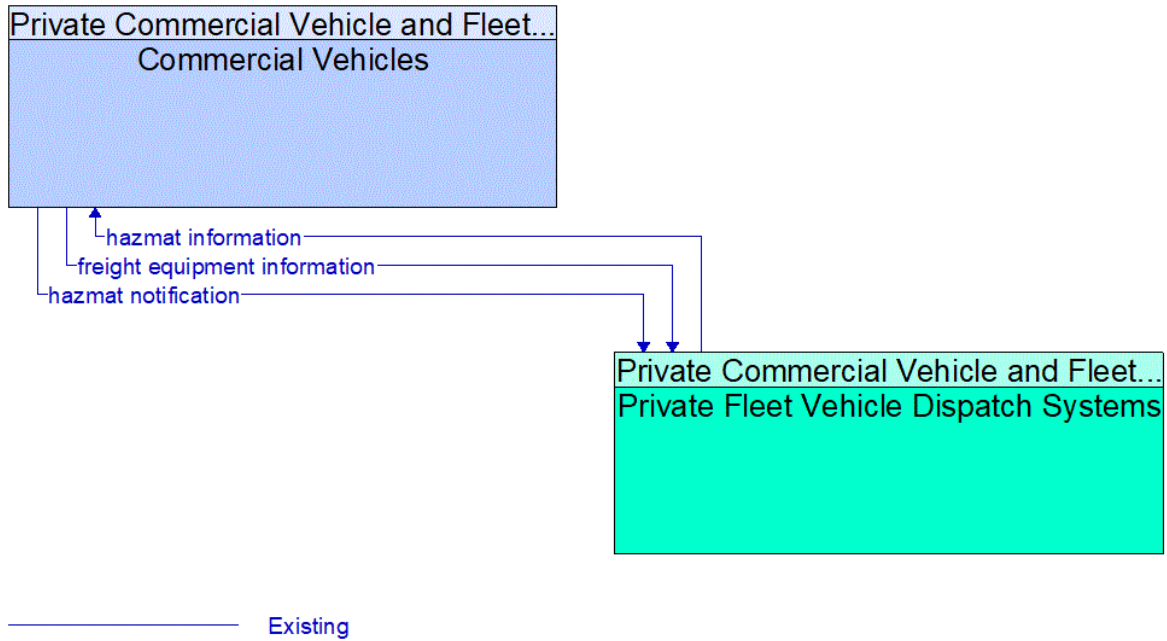 Private Commercial Vehicle and Fleet...
Commercial Vehicles
hazmat information
freight equipment information
hazmat notification
Private Commercial Vehicle and Fleet...
Private Fleet Vehicle Dispatch Systems
Existing